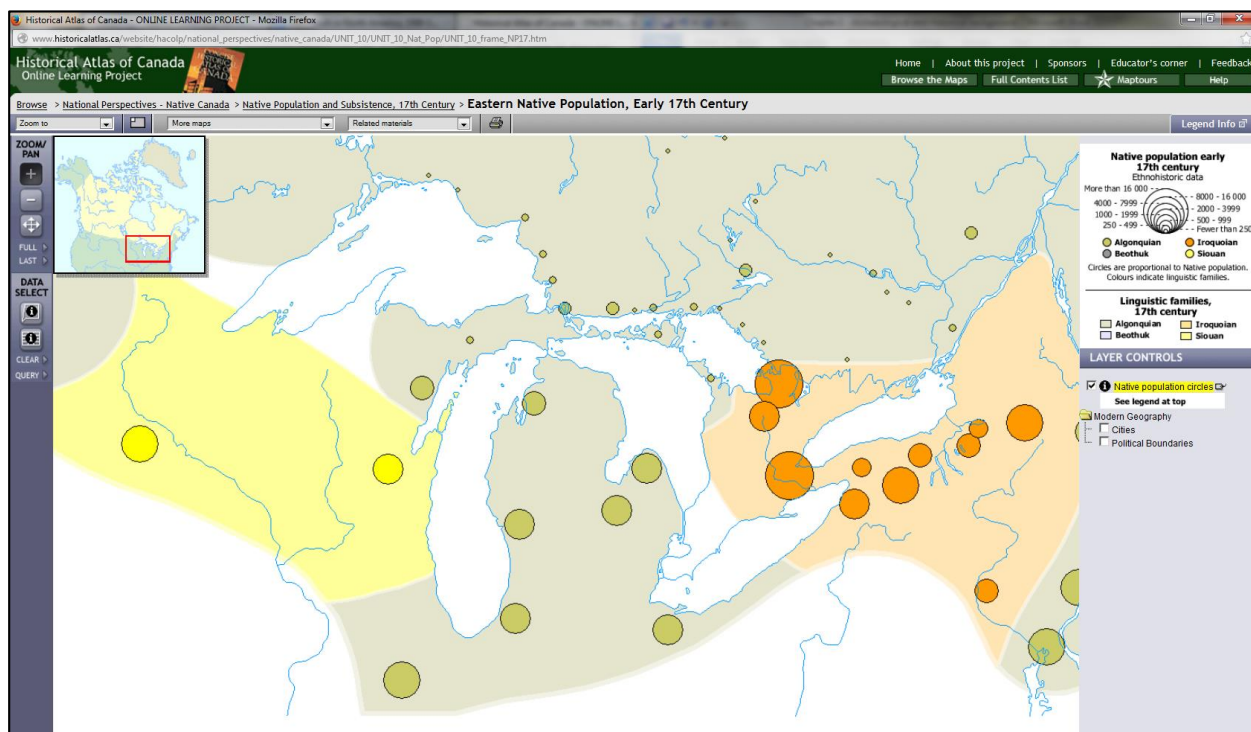 Historical Atlas of Canada - ONLINE LEARNING PROJECT - Mozilla Firefox
www.historicalatlas.ca/website/hacolp/national_perspectives/native_canada/UNIT_10/UNIT_10_Nat_Pop/UNIT_10_frame_NP17.htm
Historical Atlas of Canada
Online Learning Project
HISTORICAL ATLAS OF CANADA
Home | About this project | Sponsors | Educator's corner | Feedback
Browse the Maps Full Contents List Maptours Help
Browse > National Perspectives - Native Canada > Native Population and Subsistence, 17th Century > Eastern Native Population, Early 17th Century
Zoom to More maps Related materials Legend Info
ZOOM/
PAN
FULL
LAST
DATA
SELECT
CLEAR
QUERY
Native population early
17th century
Ethnohistoric data
More than 16 000
8000 - 16 000
4000 - 7999
2000 - 3999
1000 - 1999
500 - 999
250 - 499
Fewer than 250
Algonquian Iroquoian
Beothuk Siouan
Circles are proportional to Native population.
Colours indicate linguistic families.
Linguistic families,
17th century
Algonquian Iroquoian
Beothuk Siouan
LAYER CONTROLS
Native population circles
See legend at top
Modern Geography
Cities
Political Boundaries